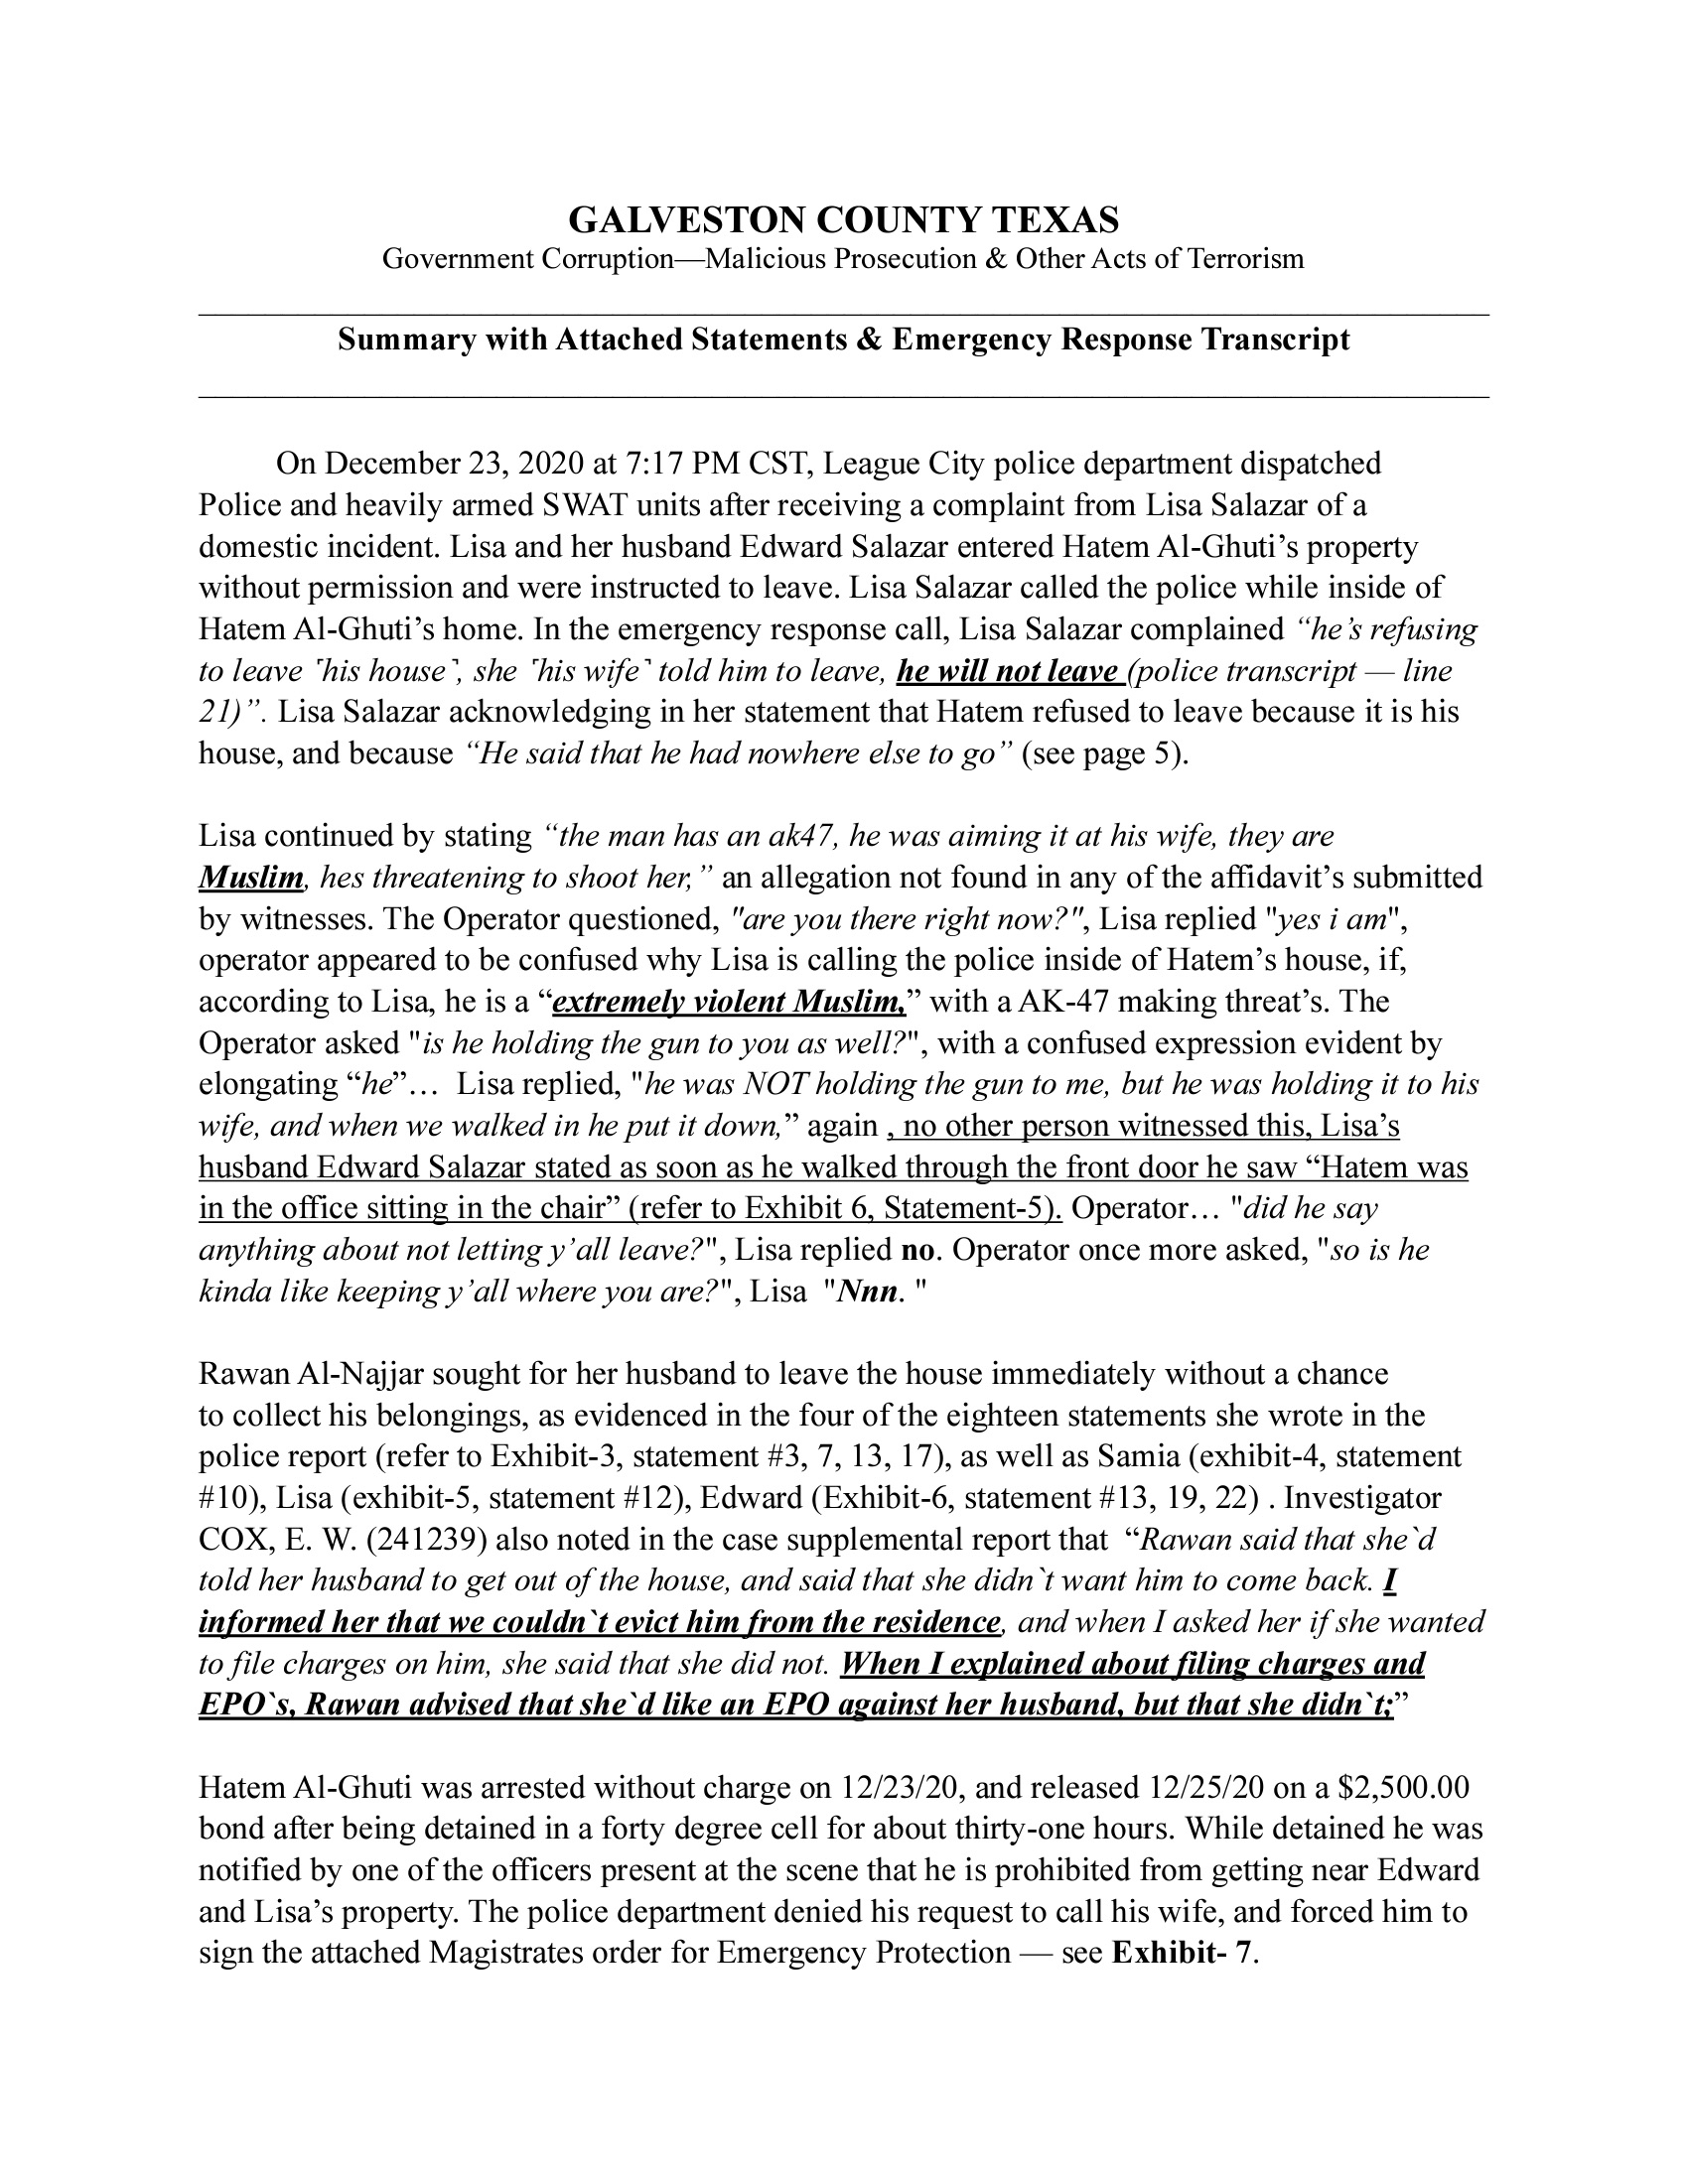 GALVESTON COUNTY TEXAS
Government Corruption—Malicious Prosecution & Other Acts of Terrorism
Summary with Attached Statements & Emergency Response Transcript
On December 23, 2020 at 7:17 PM CST, League City police department dispatched
Police and heavily armed SWAT units after receiving a complaint from Lisa Salazar of a
domestic incident. Lisa and her husband Edward Salazar entered Hatem Al-Ghuti’s property
without permission and were instructed to leave. Lisa Salazar called the police while inside of
Hatem Al-Ghuti’s home. In the emergency response call, Lisa Salazar complained “he’s refusing
to leave ⸢his house⸣, she ⸢his wife⸣ told him to leave, he will not leave (police transcript — line
21)”. Lisa Salazar acknowledging in her statement that Hatem refused to leave because it is his
house, and because “He said that he had nowhere else to go” (see page 5).
Lisa continued by stating “the man has an ak47, he was aiming it at his wife, they are
Muslim, hes threatening to shoot her,” an allegation not found in any of the affidavit’s submitted
by witnesses. The Operator questioned, "are you there right now?", Lisa replied "yes i am",
operator appeared to be confused why Lisa is calling the police inside of Hatem’s house, if,
according to Lisa, he is a “extremely violent Muslim,” with a AK-47 making threat’s. The
Operator asked "is he holding the gun to you as well?", with a confused expression evident by
elongating “he”… Lisa replied, "he was NOT holding the gun to me, but he was holding it to his
wife, and when we walked in he put it down,” again , no other person witnessed this, Lisa’s
husband Edward Salazar stated as soon as he walked through the front door he saw “Hatem was
in the office sitting in the chair” (refer to Exhibit 6, Statement-5). Operator… "did he say
anything about not letting y’all leave?", Lisa replied no. Operator once more asked, "so is he
kinda like keeping y’all where you are?", Lisa "Nnn. "
Rawan Al-Najjar sought for her husband to leave the house immediately without a chance
to collect his belongings, as evidenced in the four of the eighteen statements she wrote in the
police report (refer to Exhibit-3, statement #3, 7, 13, 17), as well as Samia (exhibit-4, statement
#10), Lisa (exhibit-5, statement #12), Edward (Exhibit-6, statement #13, 19, 22) . Investigator
COX, E. W. (241239) also noted in the case supplemental report that “Rawan said that she`d
told her husband to get out of the house, and said that she didn`t want him to come back. I
informed her that we couldn`t evict him from the residence, and when I asked her if she wanted
to file charges on him, she said that she did not. When I explained about filing charges and
EPO`s, Rawan advised that she`d like an EPO against her husband, but that she didn`t;”
Hatem Al-Ghuti was arrested without charge on 12/23/20, and released 12/25/20 on a $2,500.00
bond after being detained in a forty degree cell for about thirty-one hours. While detained he was
notified by one of the officers present at the scene that he is prohibited from getting near Edward
and Lisa’s property. The police department denied his request to call his wife, and forced him to
sign the attached Magistrates order for Emergency Protection — see Exhibit- 7.